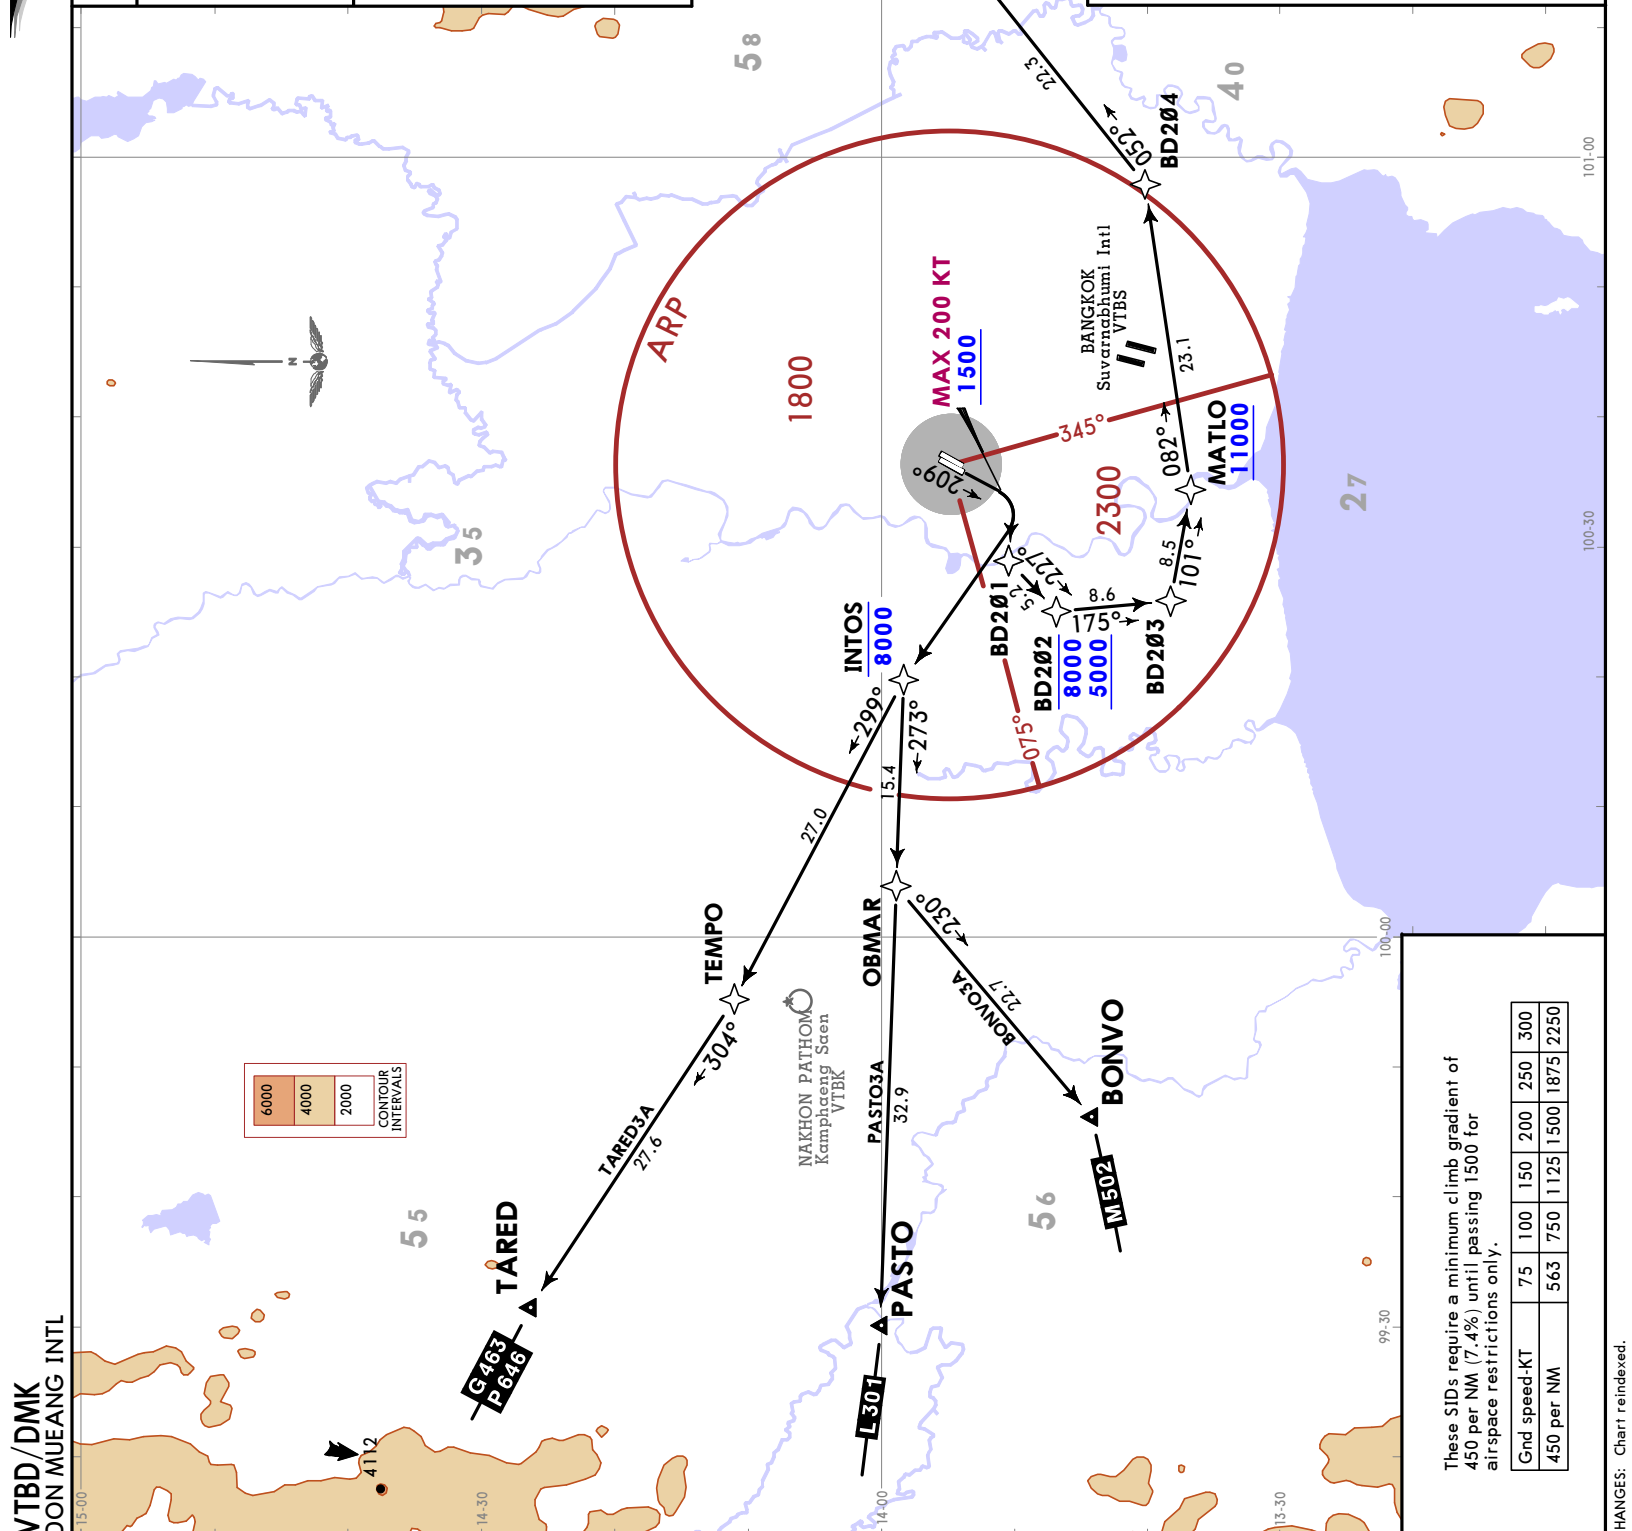 VTBD/DMK
DON MUEANG INTL
58
40
22.3
052°
BD2Ø4
101-00
ARP
1800
MAX 200 KT
1500
BANGKOK
Suvarnabhumi Intl
VTBS
N
345°
23.1
082°
MATLO
11000
209°
2300
27
35
100-30
8.5
101°
227°
5.2
BD2Ø1
8.6
175°
BD2Ø2
8000
5000
BD2Ø3
INTOS
8000
299°
273°
075°
15.4
27.0
TEMPO
OBMAR
230°
100-00
304°
BONVO3A
22.7
NAKHON PATHOM
Kamphaeng Saen
VTBK
6000
4000
2000
CONTOUR
INTERVALS
TARED3A
27.6
PASTO3A
32.9
BONVO
M502
55
56
TARED
PASTO
G463
P646
L301
99-30
4112
15-00
14-30
14-00
13-30
These SIDs require a minimum climb gradient of
450 per NM (7.4%) until passing 1500 for
airspace restrictions only.
Gnd speed-KT 75 100 150 200 250 300
450 per NM 563 750 1125 1500 1875 2250
HANGES: Chart reindexed.